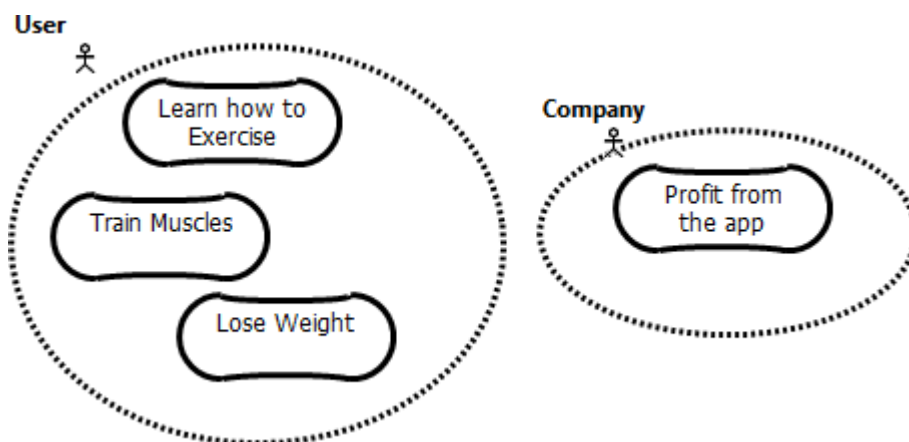 User
Learn how to
Exercise
Train Muscles
Lose Weight
Company
Profit from
the app